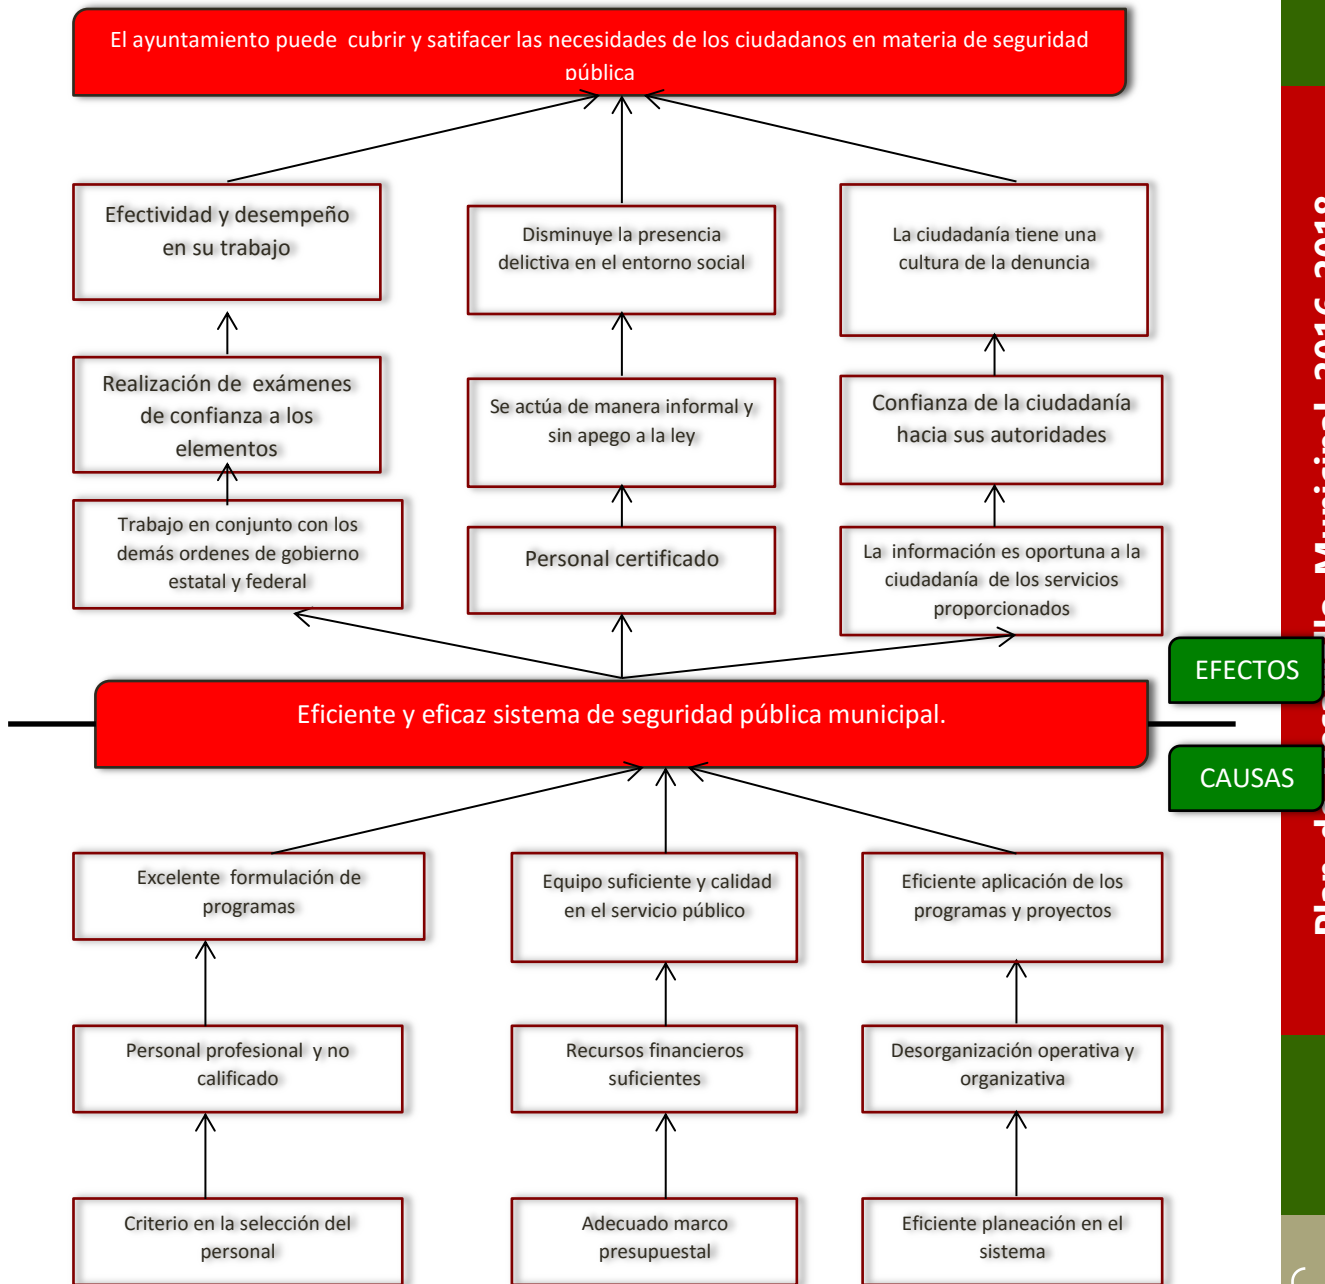 El ayuntamiento puede cubrir y satifacer las necesidades de los ciudadanos en materia de seguridad
pública
Efectividad y desempeño
en su trabajo
Disminuye la presencia
delictiva en el entorno social
La ciudadanía tiene una
cultura de la denuncia
Realización de exámenes
de confianza a los
elementos
Se actúa de manera informal y
sin apego a la ley
Confianza de la ciudadanía
hacia sus autoridades
Trabajo en conjunto con los
demás ordenes de gobierno
estatal y federal
Personal certificado
La información es oportuna a la
ciudadanía de los servicios
proporcionados
EFECTOS
Eficiente y eficaz sistema de seguridad pública municipal.
CAUSAS
Excelente formulación de
programas
Equipo suficiente y calidad
en el servicio público
Eficiente aplicación de los
programas y proyectos
Personal profesional y no
calificado
Recursos financieros
suficientes
Desorganización operativa y
organizativa
Criterio en la selección del
personal
Adecuado marco
presupuestal
Eficiente planeación en el
sistema
Plan de Municipal 2016-2018